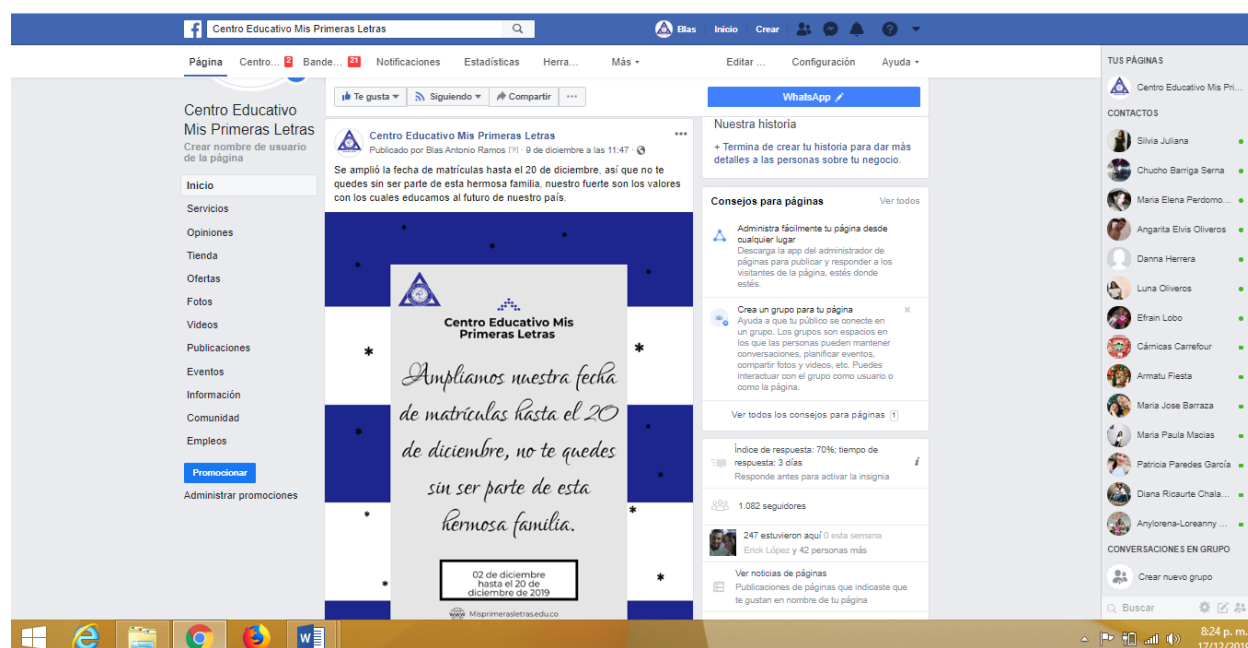 Centro Educativo Mis Primeras Letras
Blas Inicio Crear
Página Centro... 2 Bande... 21 Notificaciones Estadísticas Herra... Más Editar ... Configuración Ayuda
Centro Educativo
Mis Primeras Letras
Crear nombre de usuario
de la página
Inicio
Servicios
Opiniones
Tienda
Ofertas
Fotos
Videos
Publicaciones
Eventos
Información
Comunidad
Empleos
Promocionar
Administrar promociones
Te gusta Siguiendo Compartir ...
Centro Educativo Mis Primeras Letras
Publicado por Blas Antonio Ramos [?] · 9 de diciembre a las 11:47 ·
Se amplió la fecha de matrículas hasta el 20 de diciembre, así que no te
quedes sin ser parte de esta hermosa familia, nuestro fuerte son los valores
con los cuales educamos al futuro de nuestro país.
Centro Educativo Mis
Primeras Letras
Ampliamos nuestra fecha
de matrículas hasta el 20
de diciembre, no te quedes
sin ser parte de esta
hermosa familia.
02 de diciembre
hasta el 20 de
diciembre de 2019
Misprimerasletras.edu.co
WhatsApp
Nuestra historia
+ Termina de crear tu historia para dar más
detalles a las personas sobre tu negocio.
Consejos para páginas Ver todos
Administra fácilmente tu página desde
cualquier lugar
Descarga la app del administrador de
páginas para publicar y responder a los
visitantes de la página, estés donde
estés.
Crea un grupo para tu página
Ayuda a que tu público se conecte en
un grupo. Los grupos son espacios en
los que las personas pueden mantener
conversaciones, planificar eventos,
compartir fotos y videos, etc. Puedes
interactuar con el grupo como usuario o
como la página.
Ver todos los consejos para páginas 1
Índice de respuesta: 70%; tiempo de
respuesta: 3 días
Responde antes para activar la insignia
1.082 seguidores
247 estuvieron aquí 0 esta semana
Erick López y 42 personas más
Ver noticias de páginas
Publicaciones de páginas que indicaste que
te gustan en nombre de tu página
TUS PÁGINAS
Centro Educativo Mis Pri...
CONTACTOS
Silvia Juliana
Chucho Barriga Serna
Maria Elena Perdomo...
Angarita Elvis Oliveros
Danna Herrera
Luna Oliveros
Efrain Lobo
Cárnicas Carrefour
Armatu Fiesta
Maria Jose Barraza
Maria Paula Macias
Patricia Paredes García
Diana Ricaurte Chala...
Anylorena-Loreanny ...
CONVERSACIONES EN GRUPO
Crear nuevo grupo
Buscar
8:24 p. m.
17/12/2019